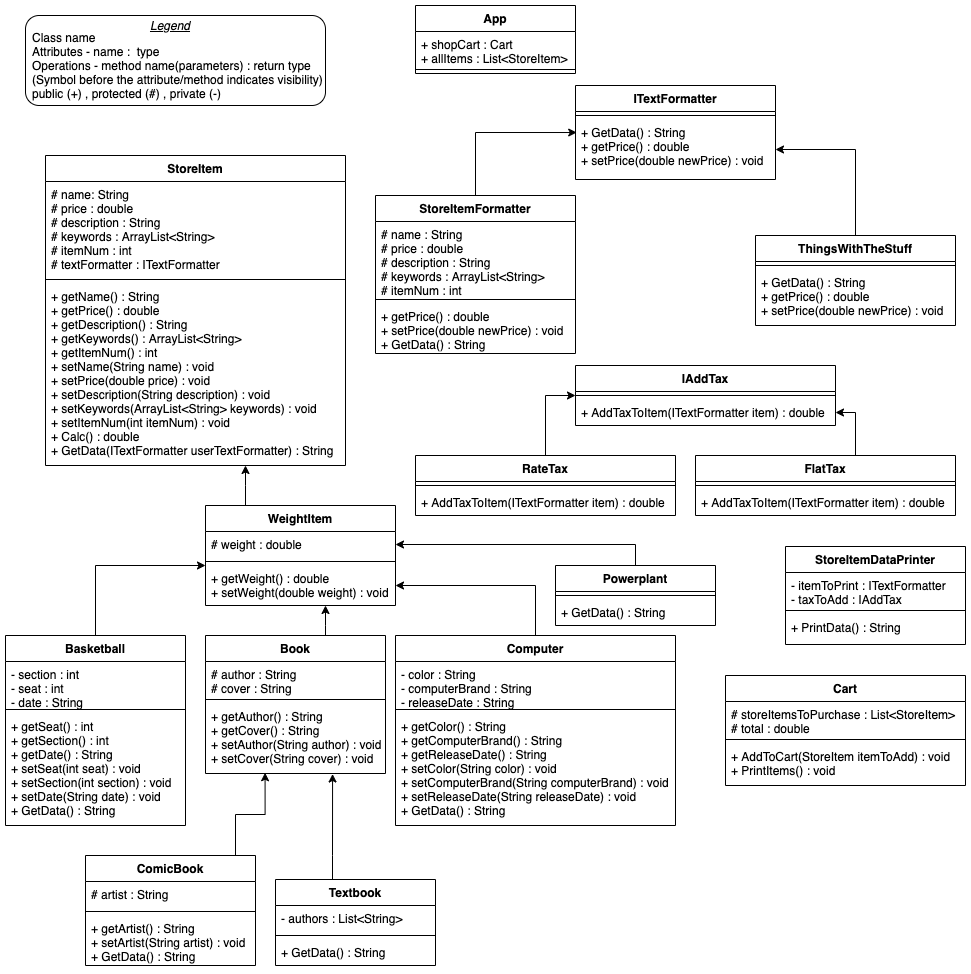 Legend
Class name
Attributes - name : type
Operations - method name(parameters) : return type
(Symbol before the attribute/method indicates visibility)
public (+) , protected (#) , private (-)
App
+ shopCart : Cart
+ allItems : List<StoreItem>
ITextFormatter
+ GetData() : String
+ getPrice() : double
+ setPrice(double newPrice) : void
StoreItem
# name: String
# price : double
# description : String
# keywords : ArrayList<String>
# itemNum : int
# textFormatter : ITextFormatter
+ getName() : String
+ getPrice() : double
+ getDescription() : String
+ getKeywords() : ArrayList<String>
+ getItemNum() : int
+ setName(String name) : void
+ setPrice(double price) : void
+ setDescription(String description) : void
+ setKeywords(ArrayList<String> keywords) : void
+ setItemNum(int itemNum) : void
+ Calc() : double
+ GetData(ITextFormatter userTextFormatter) : String
StoreItemFormatter
# name : String
# price : double
# description : String
# keywords : ArrayList<String>
# itemNum : int
+ getPrice() : double
+ setPrice(double newPrice) : void
+ GetData() : String
ThingsWithTheStuff
+ GetData() : String
+ getPrice() : double
+ setPrice(double newPrice) : void
IAddTax
+ AddTaxToItem(ITextFormatter item) : double
RateTax
+ AddTaxToItem(ITextFormatter item) : double
FlatTax
+ AddTaxToItem(ITextFormatter item) : double
WeightItem
# weight : double
+ getWeight() : double
+ setWeight(double weight) : void
Powerplant
+ GetData() : String
StoreItemDataPrinter
- itemToPrint : ITextFormatter
- taxToAdd : IAddTax
+ PrintData() : String
Basketball
- section : int
- seat : int
- date : String
+ getSeat() : int
+ getSection() : int
+ getDate() : String
+ setSeat(int seat) : void
+ setSection(int section) : void
+ setDate(String date) : void
+ GetData() : String
Book
# author : String
# cover : String
+ getAuthor() : String
+ getCover() : String
+ setAuthor(String author) : void
+ setCover(String cover) : void
Computer
- color : String
- computerBrand : String
- releaseDate : String
+ getColor() : String
+ getComputerBrand() : String
+ getReleaseDate() : String
+ setColor(String color) : void
+ setComputerBrand(String computerBrand) : void
+ setReleaseDate(String releaseDate) : void
+ GetData() : String
Cart
# storeItemsToPurchase : List<StoreItem>
# total : double
+ AddToCart(StoreItem itemToAdd) : void
+ PrintItems() : void
ComicBook
# artist : String
+ getArtist() : String
+ setArtist(String artist) : void
+ GetData() : String
Textbook
- authors : List<String>
+ GetData() : String